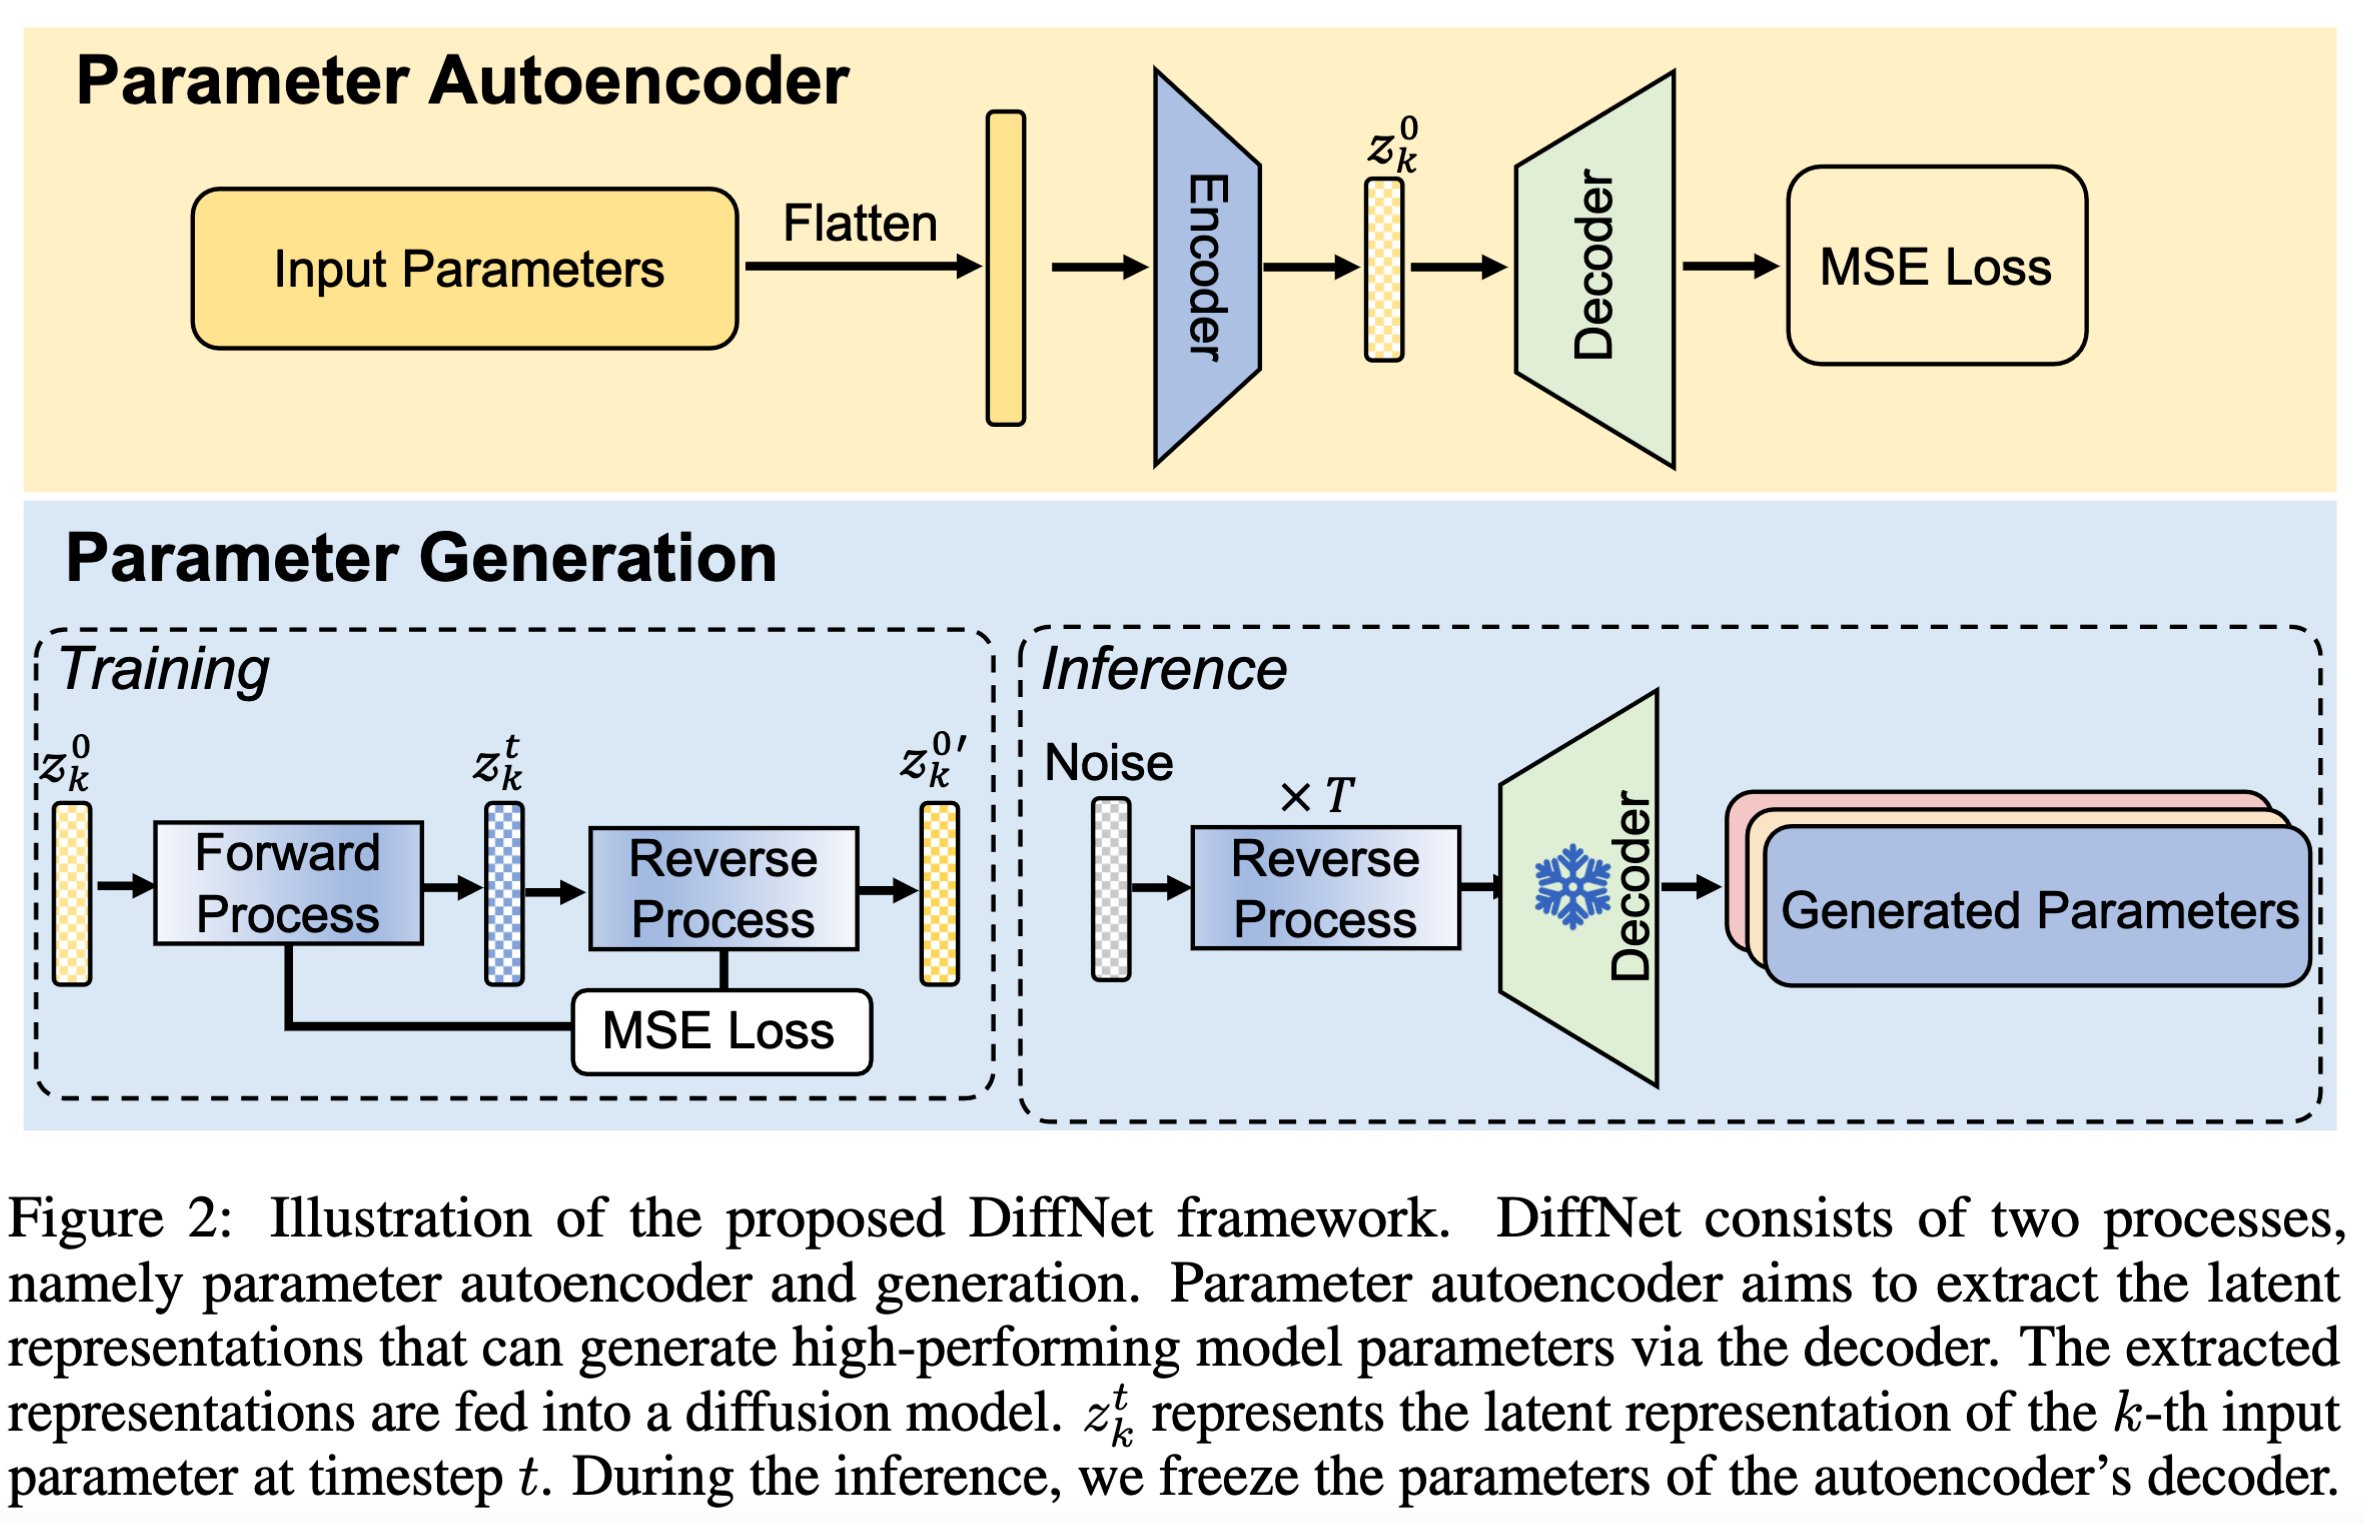 Parameter Autoencoder
Input Parameters
Flatten
Encoder
z_k^0
Decoder
MSE Loss
Parameter Generation
Training
z_k^0
Forward
Process
z_k^t
Reverse
Process
z_k^0′
MSE Loss
Inference
Noise
× T
Reverse
Process
Decoder
Generated Parameters
Figure 2: Illustration of the proposed DiffNet framework. DiffNet consists of two processes,
namely parameter autoencoder and generation. Parameter autoencoder aims to extract the latent
representations that can generate high-performing model parameters via the decoder. The extracted
representations are fed into a diffusion model. z_k^t represents the latent representation of the k-th input
parameter at timestep t. During the inference, we freeze the parameters of the autoencoder’s decoder.